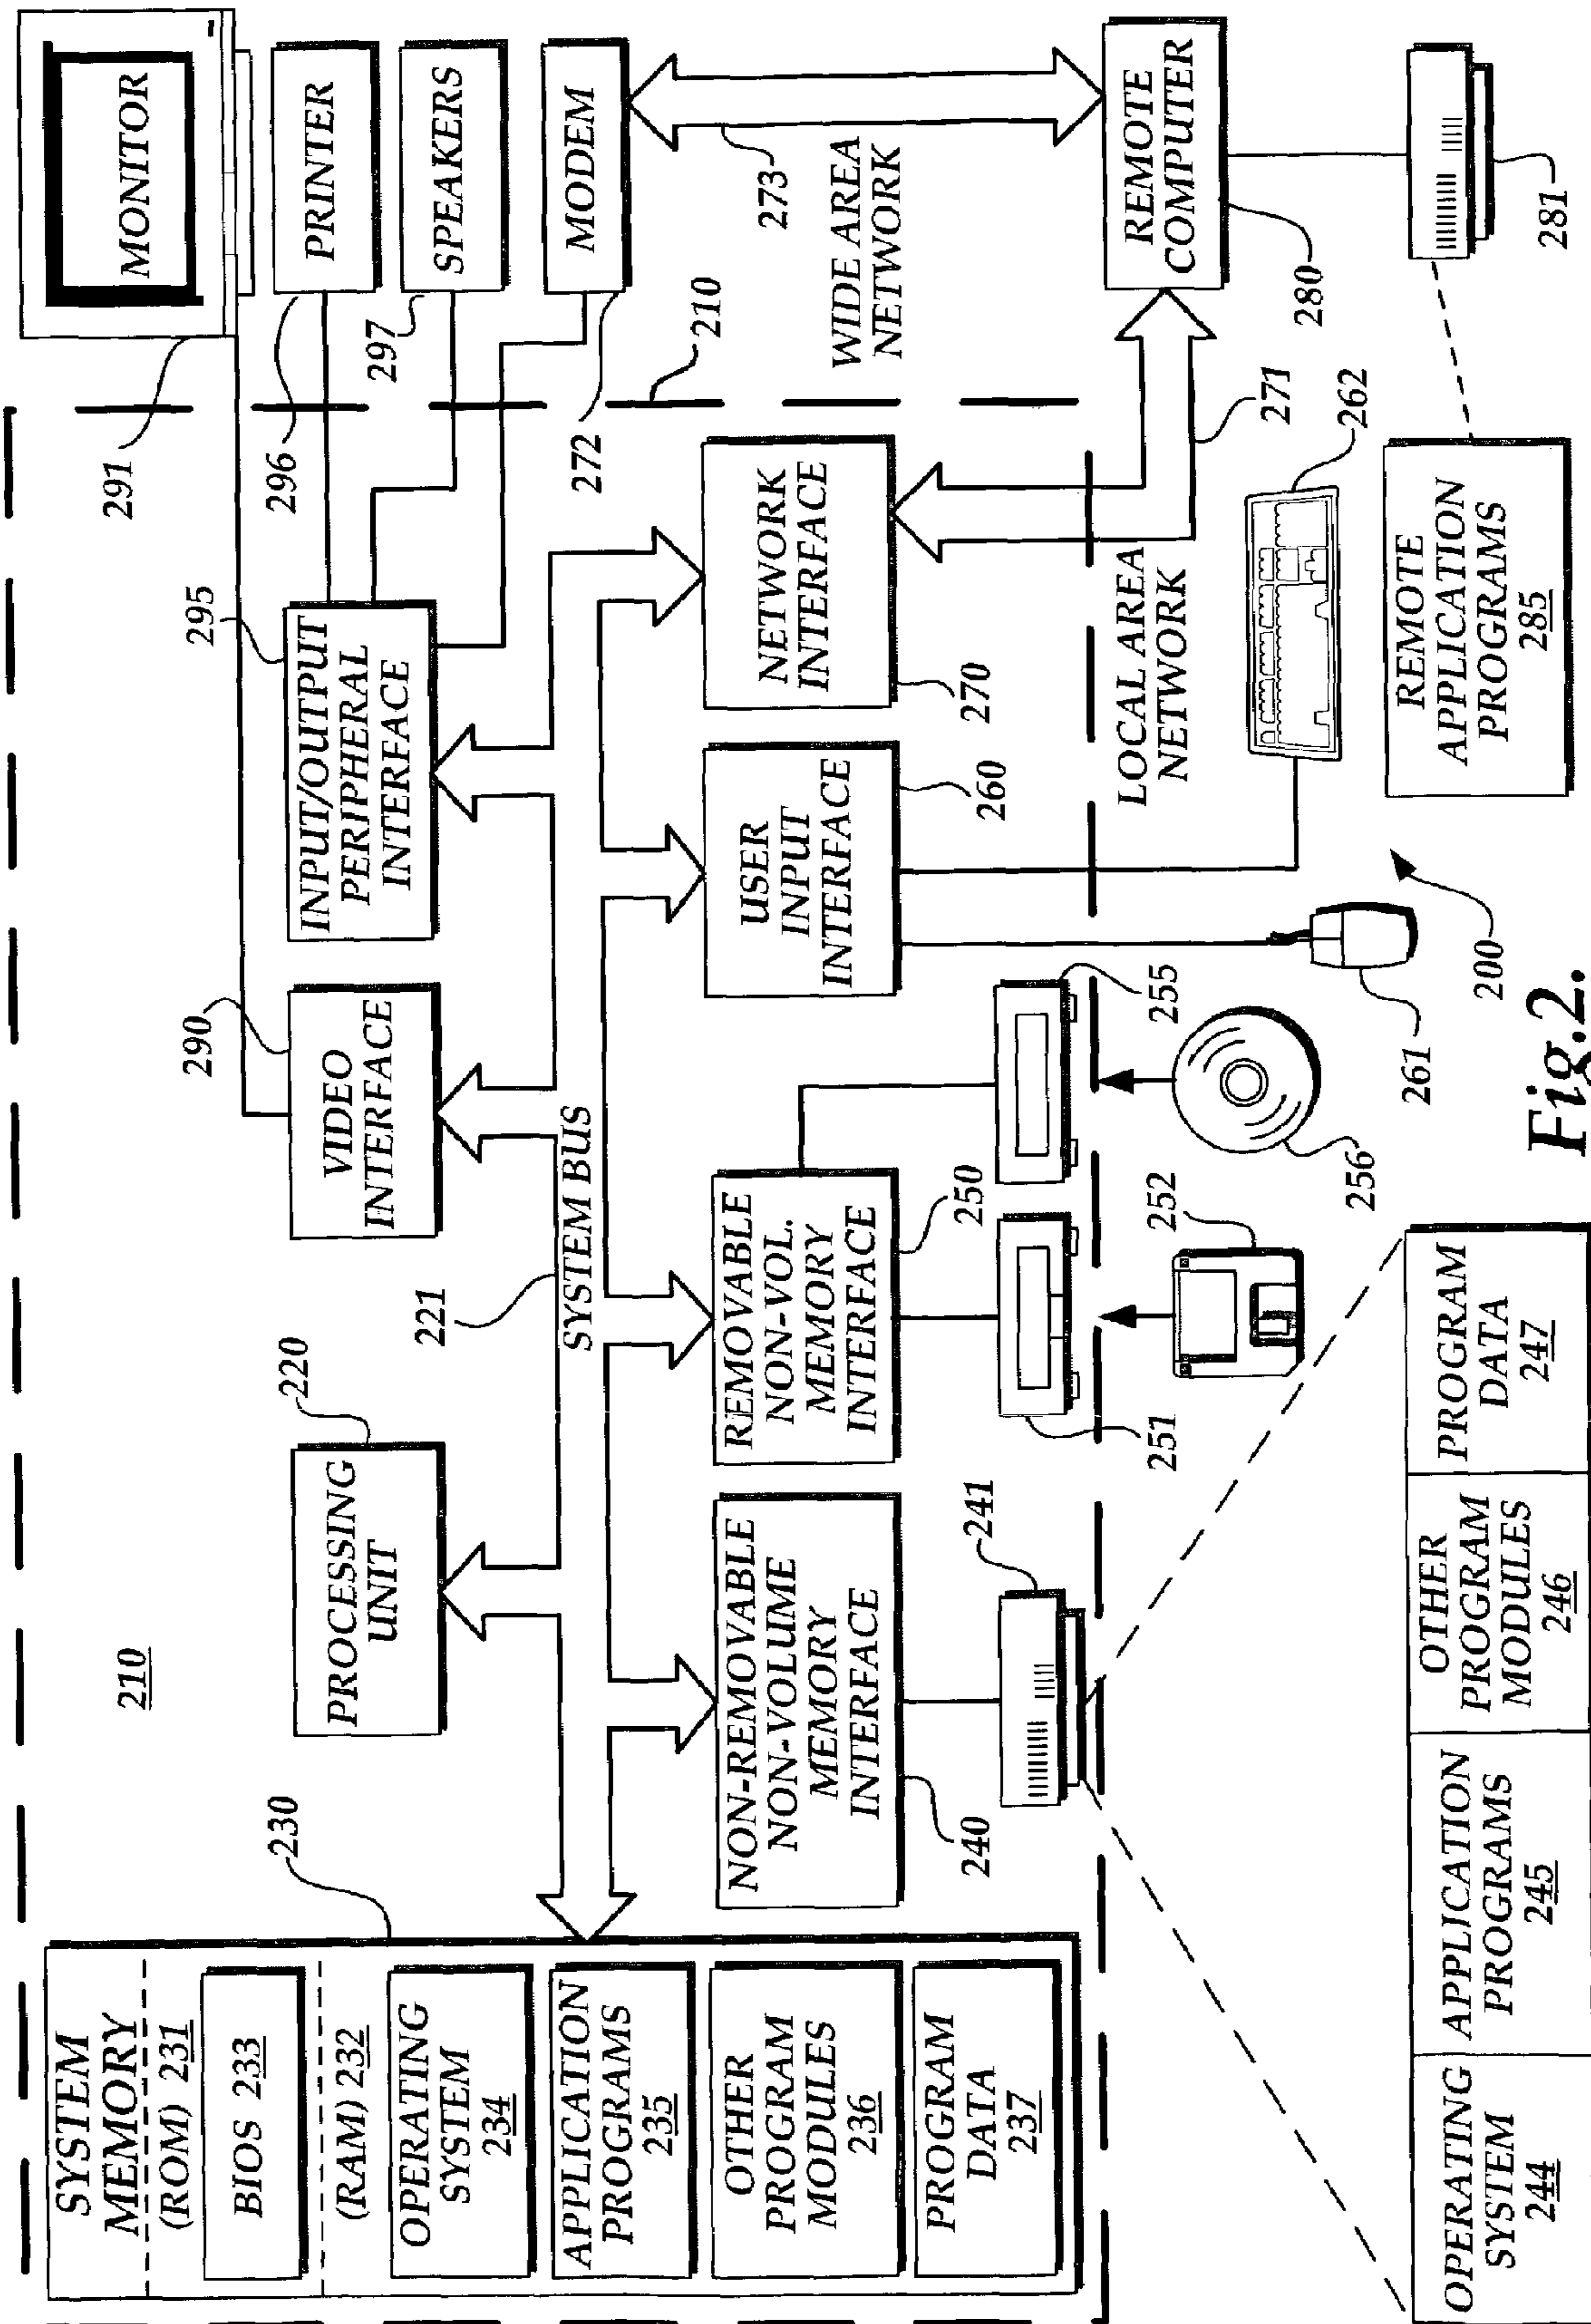 SYSTEM
MEMORY
(ROM) 231
BIOS 233
(RAM) 232
OPERATING
SYSTEM
234
APPLICATION
PROGRAMS
235
OTHER
PROGRAM
MODULES
236
PROGRAM
DATA
237
230
210
PROCESSING
UNIT
220
221
SYSTEM BUS
VIDEO
INTERFACE
290
INPUT/OUTPUT
PERIPHERAL
INTERFACE
295
291
MONITOR
296
PRINTER
297
SPEAKERS
272
MODEM
210
273
WIDE AREA
NETWORK
NON-REMOVABLE
NON-VOLUME
MEMORY
INTERFACE
240
241
REMOVABLE
NON-VOL.
MEMORY
INTERFACE
250
251
255
252
256
USER
INPUT
INTERFACE
260
NETWORK
INTERFACE
270
LOCAL AREA
NETWORK
271
REMOTE
COMPUTER
280
281
261
262
REMOTE
APPLICATION
PROGRAMS
285
200
OPERATING
SYSTEM
244
APPLICATION
PROGRAMS
245
OTHER
PROGRAM
MODULES
246
PROGRAM
DATA
247
Fig.2.